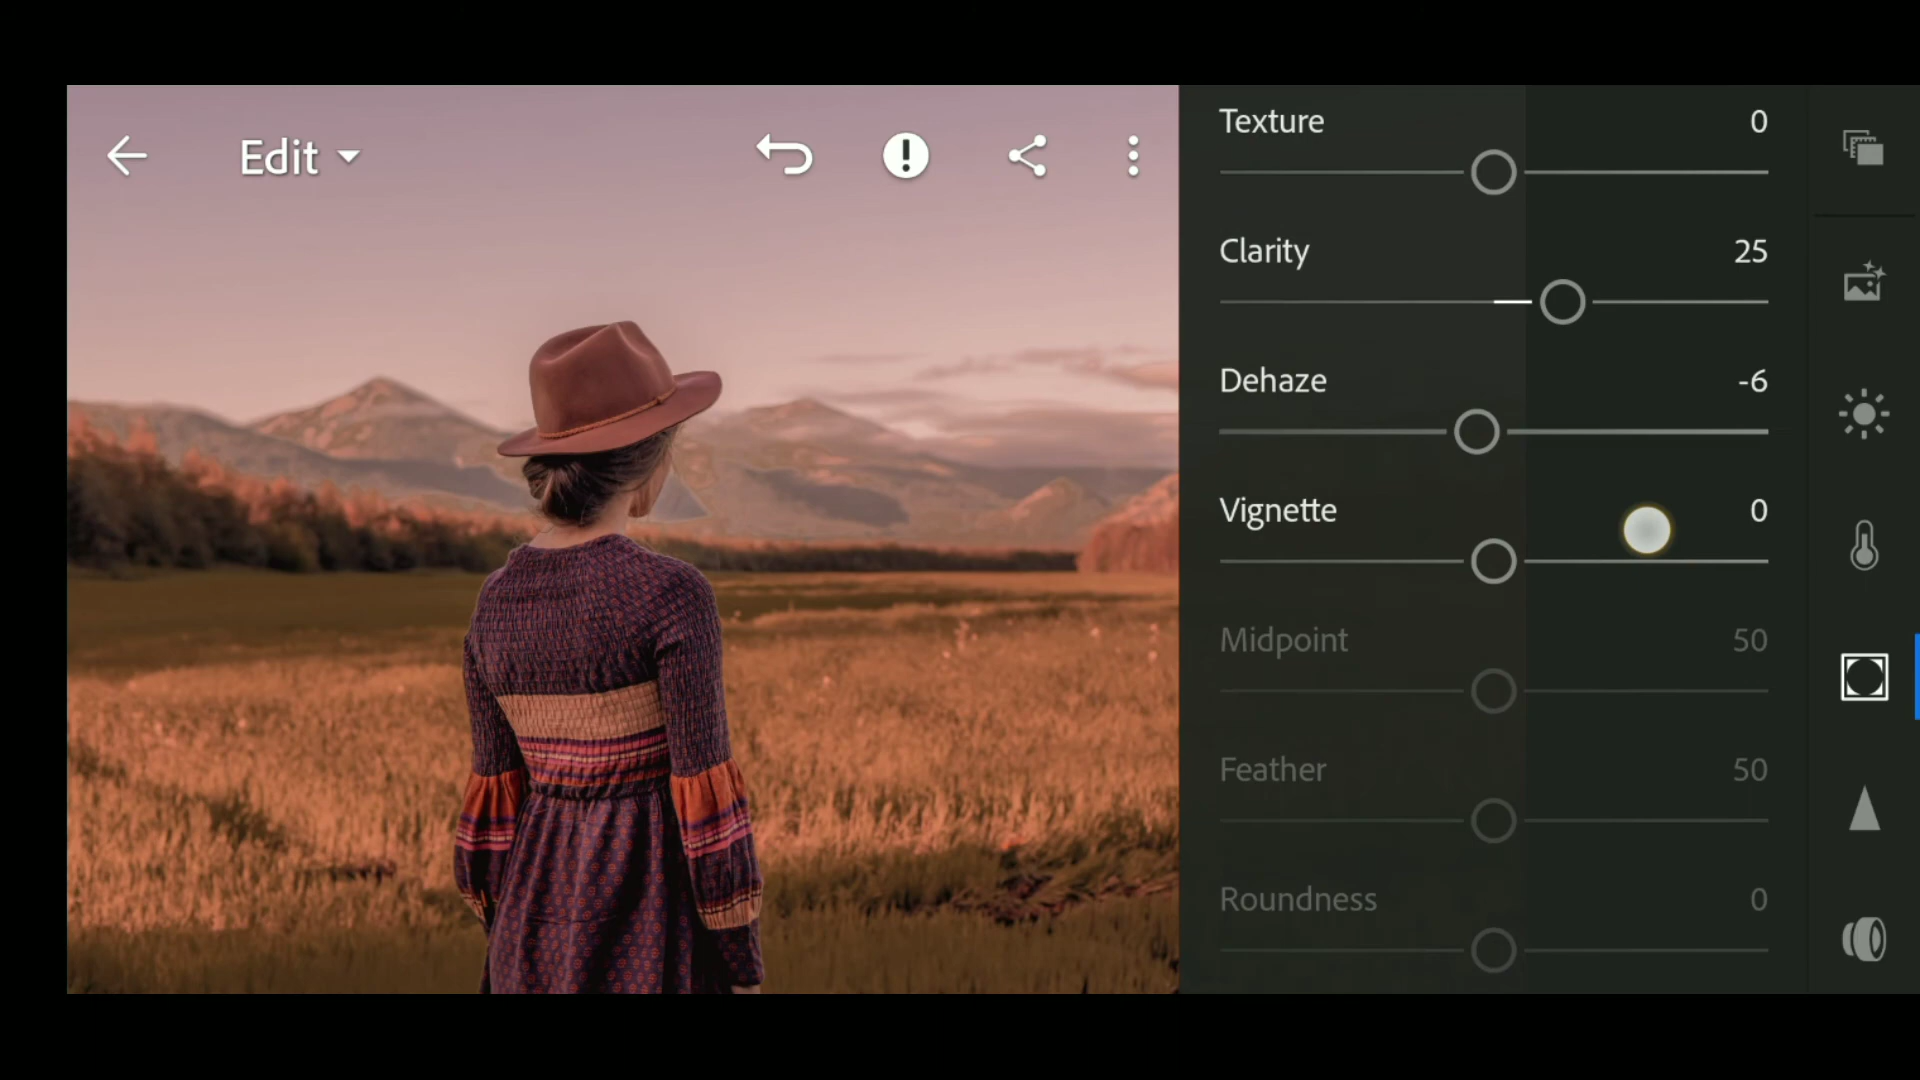 Edit
Texture 0
Clarity 25
Dehaze -6
Vignette 0
Midpoint 50
Feather 50
Roundness 0